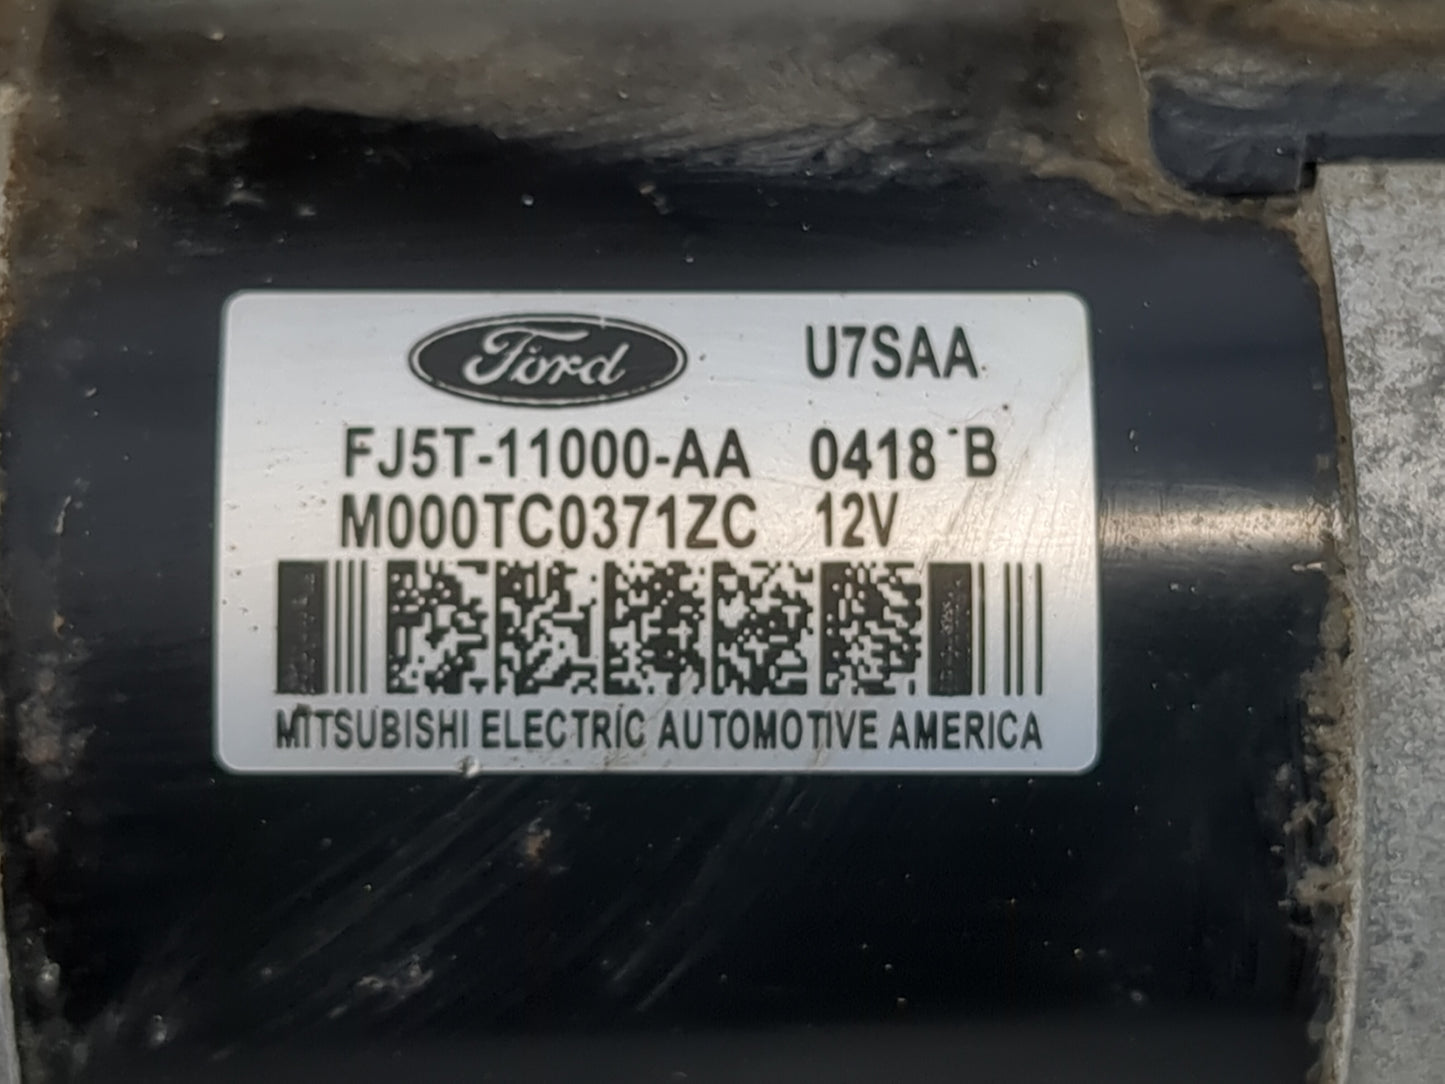 Ford U7SAA
FJ5T-11000-AA 0418 B
M000TC0371ZC 12V
MITSUBISHI ELECTRIC AUTOMOTIVE AMERICA